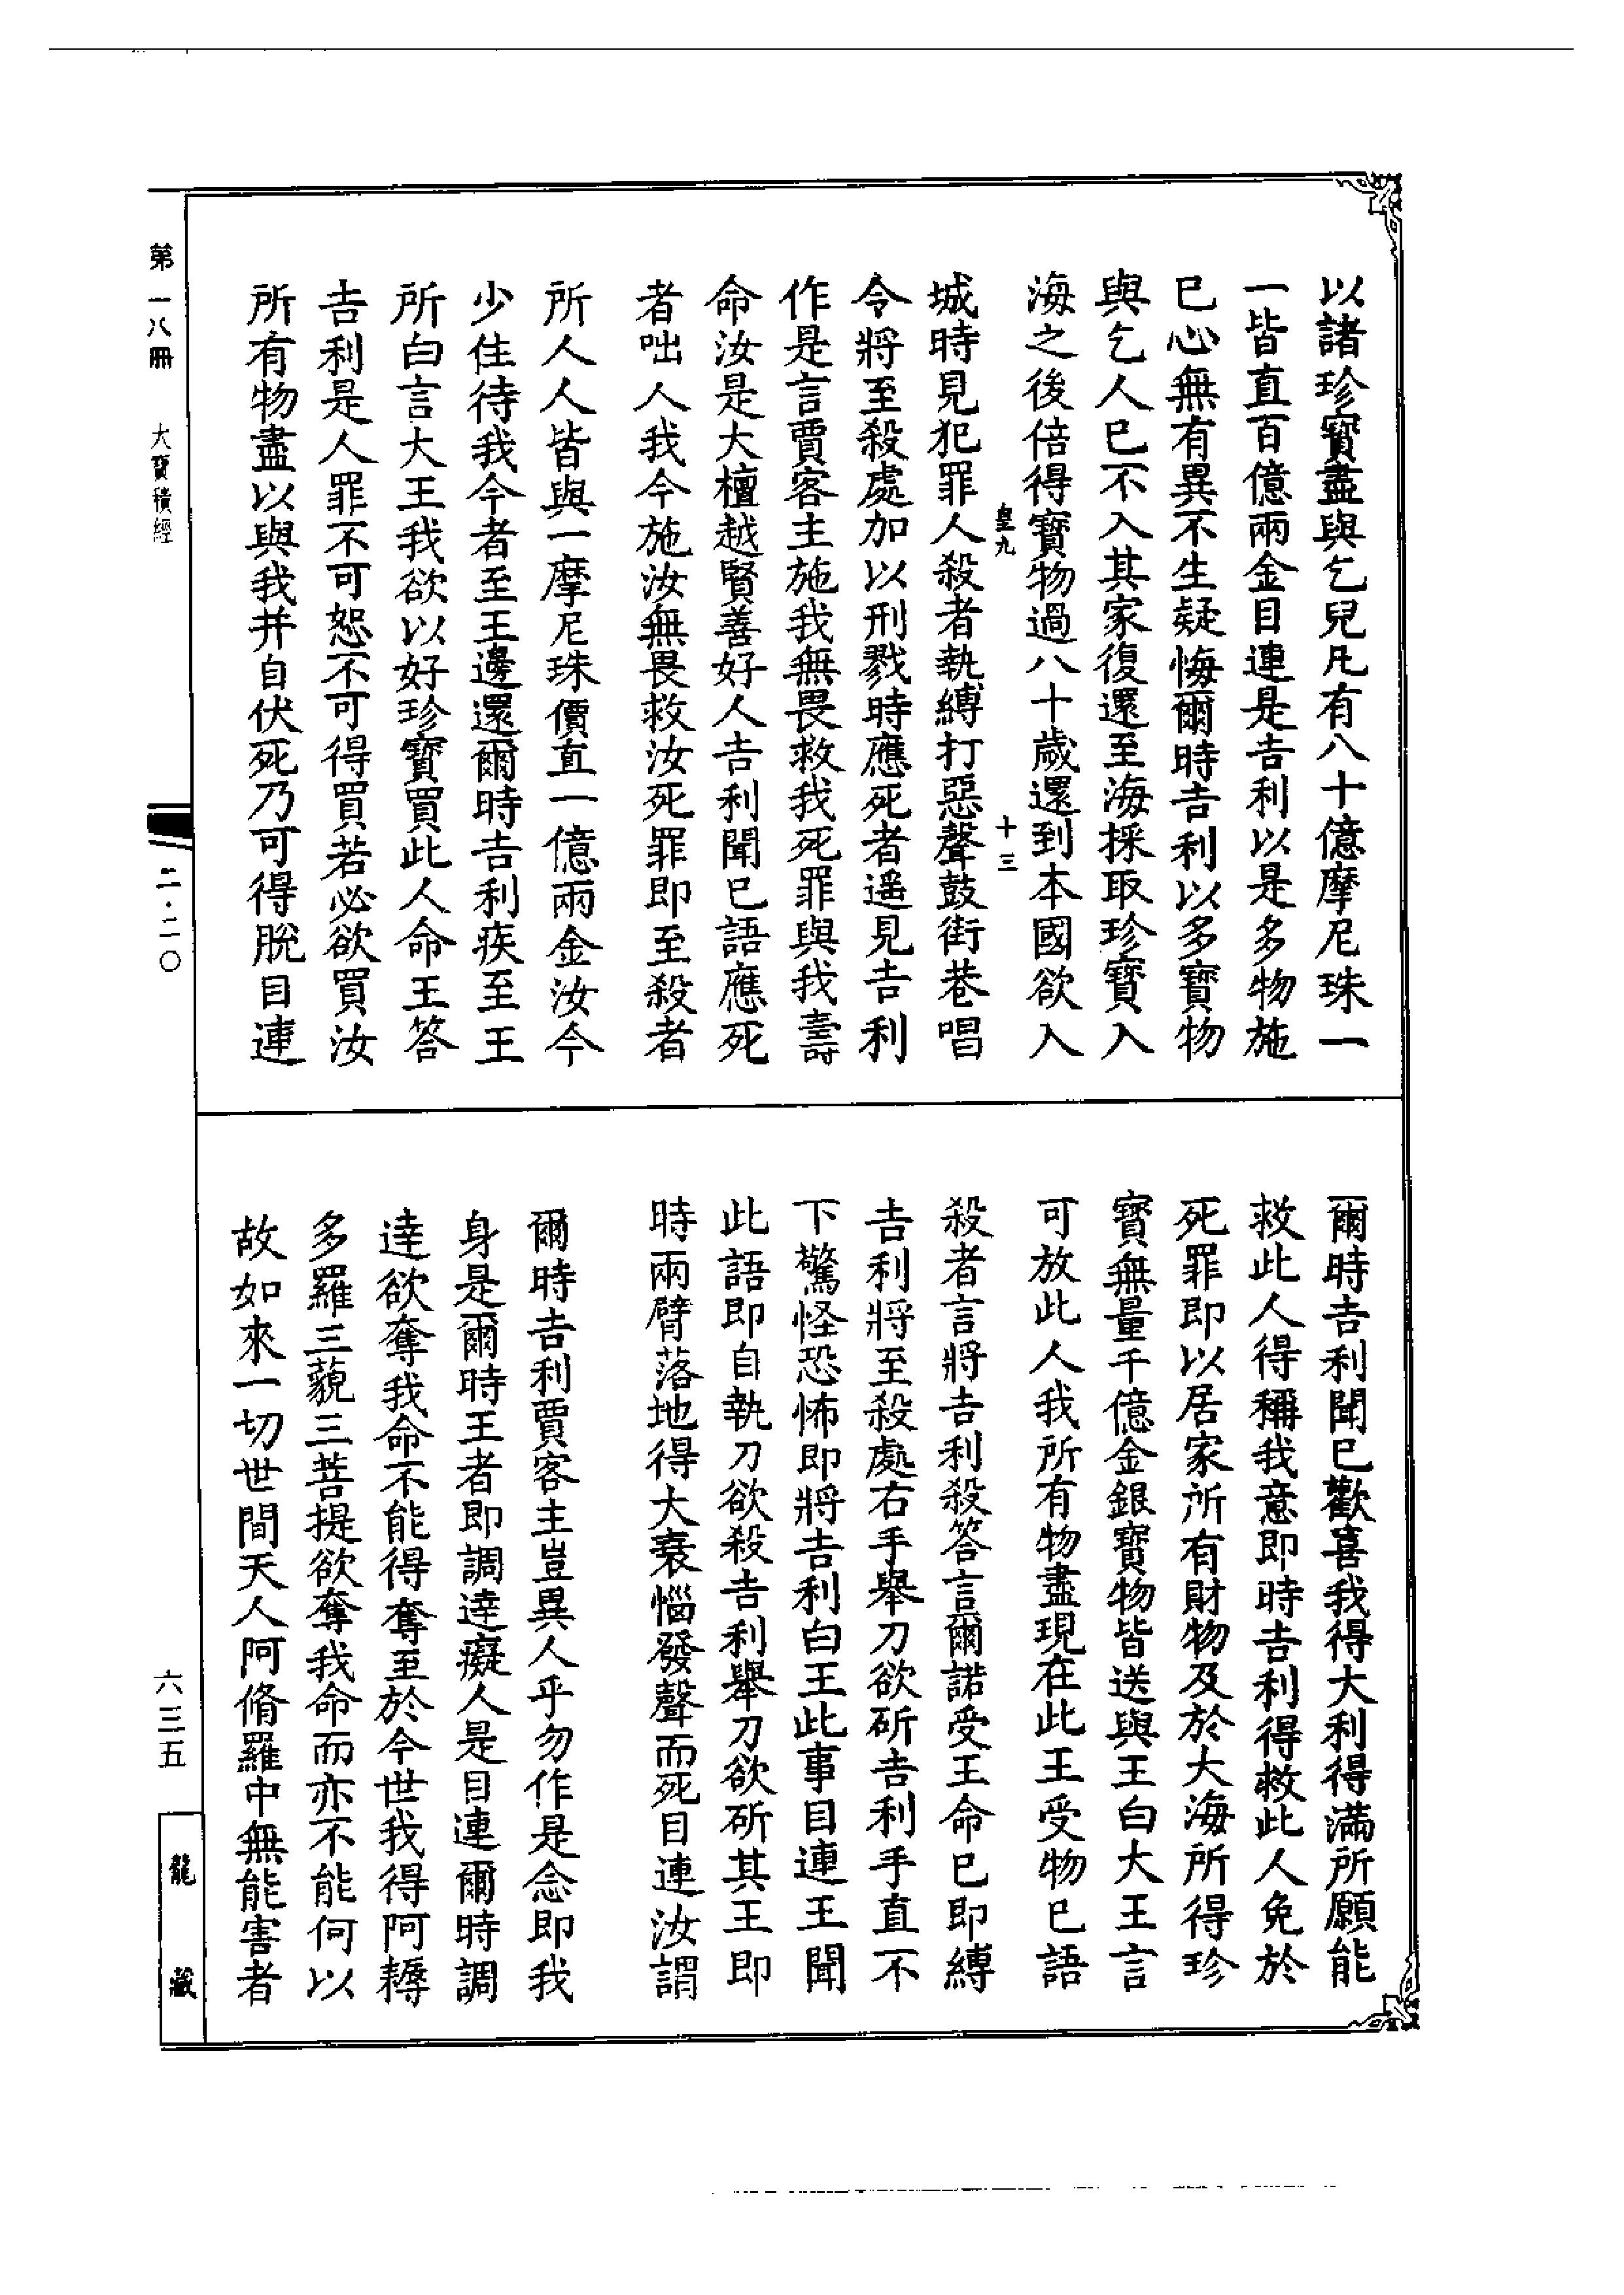 以諸珍寶盡與乞兒凡有八十億摩尼珠一
一皆直百億兩金目連是吉利以是多物施
已心無有異不生疑悔爾時吉利以多寶物
與乞人已不入其家復還至海採取珍寶入
海之後倍得寶物過八十歲還到本國欲入
皇九 十三
城時見犯罪人殺者執縛打惡聲鼓街巷唱
令將至殺處加以刑戮時應死者遥見吉利
作是言賈客主施我無畏救我死罪與我壽
命汝是大檀越賢善好人吉利聞已語應死
者咄人我今施汝無畏救汝死罪即至殺者
所人人皆與一摩尼珠價直一億兩金汝今
少住待我今者至王邊還爾時吉利疾至王
所白言大王我欲以好珍寶買此人命王答
吉利是人罪不可恕不可得買若必欲買汝
所有物盡以與我并自伏死乃可得脫目連
爾時吉利聞已歡喜我得大利得滿所願能
救此人得稱我意即時吉利得救此人免於
死罪即以居家所有財物及於大海所得珍
寶無量千億金銀寶物皆送與王白大王言
可放此人我所有物盡現在此王受物已語
殺者言將吉利殺答言爾諾受王命已即縛
吉利將至殺處右手舉刀欲斫吉利手直不
下驚怪恐怖即將吉利白王此事目連王聞
此語即自執刀欲殺吉利舉刀欲斫其王即
時兩臂落地得大衰惱發聲而死目連汝謂
爾時吉利賈客主豈異人乎勿作是念即我
身是爾時王者即調達癡人是目連爾時調
達欲奪我命不能得奪至於今世我得阿耨
多羅三藐三菩提欲奪我命而亦不能何以
故如來一切世間天人阿脩羅中無能害者
第一八冊 大寶積經
二·二〇
六三五
龍藏